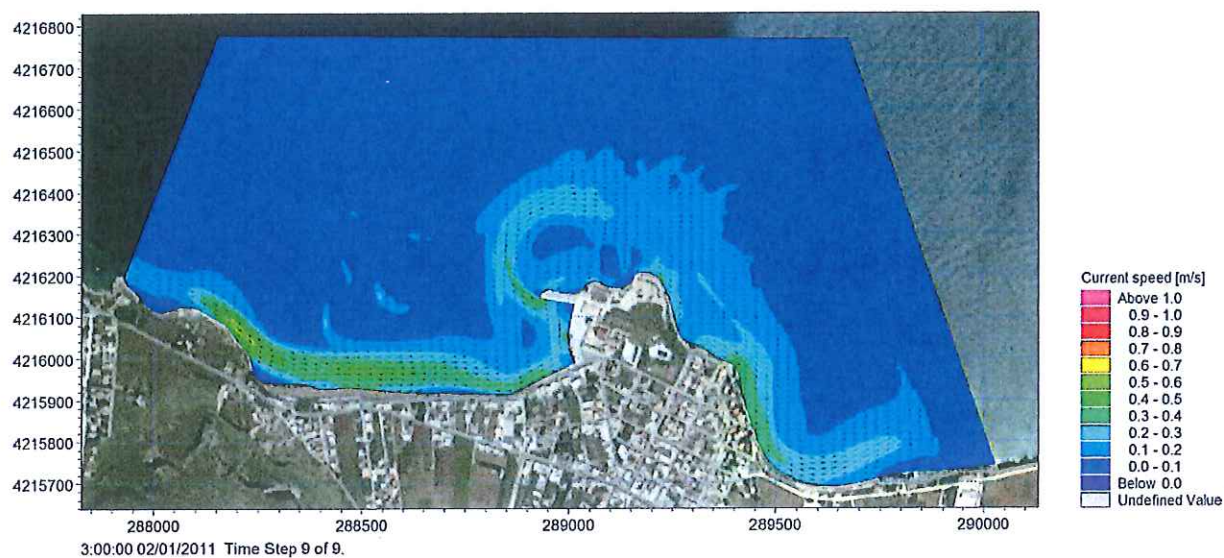 4216800
4216700
4216600
4216500
4216400
4216300
4216200
4216100
4216000
4215900
4215800
4215700
288000 288500 289000 289500 290000
3:00:00 02/01/2011 Time Step 9 of 9.
Current speed [m/s]
Above 1.0
0.9 - 1.0
0.8 - 0.9
0.7 - 0.8
0.6 - 0.7
0.5 - 0.6
0.4 - 0.5
0.3 - 0.4
0.2 - 0.3
0.1 - 0.2
0.0 - 0.1
Below 0.0
Undefined Value